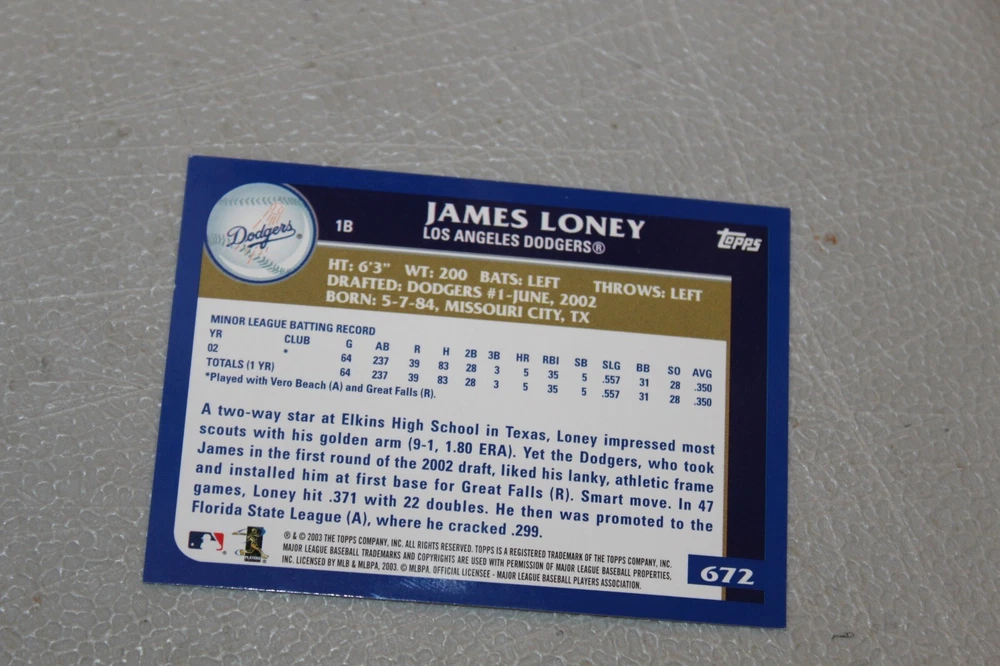 Dodgers
1B
JAMES LONEY
LOS ANGELES DODGERS®
TOPPS
HT: 6'3" WT: 200 BATS: LEFT THROWS: LEFT
DRAFTED: DODGERS #1-JUNE, 2002
BORN: 5-7-84, MISSOURI CITY, TX
MINOR LEAGUE BATTING RECORD
YR CLUB G AB R H 2B 3B HR RBI SB SLG BB SO AVG
02 * 64 237 39 83 28 3 5 35 5 .557 31 28 .350
TOTALS (1 YR) 64 237 39 83 28 3 5 35 5 .557 31 28 .350
*Played with Vero Beach (A) and Great Falls (R).
A two-way star at Elkins High School in Texas, Loney impressed most
scouts with his golden arm (9-1, 1.80 ERA). Yet the Dodgers, who took
James in the first round of the 2002 draft, liked his lanky, athletic frame
and installed him at first base for Great Falls (R). Smart move. In 47
games, Loney hit .371 with 22 doubles. He then was promoted to the
Florida State League (A), where he cracked .299.
® & © 2003 THE TOPPS COMPANY, INC. ALL RIGHTS RESERVED. TOPPS IS A REGISTERED TRADEMARK OF THE TOPPS COMPANY, INC.
MAJOR LEAGUE BASEBALL TRADEMARKS AND COPYRIGHTS ARE USED WITH PERMISSION OF MAJOR LEAGUE BASEBALL PROPERTIES,
INC. LICENSED BY MLB & MLBPA, 2003. © MLBPA. OFFICIAL LICENSEE - MAJOR LEAGUE BASEBALL PLAYERS ASSOCIATION.
672